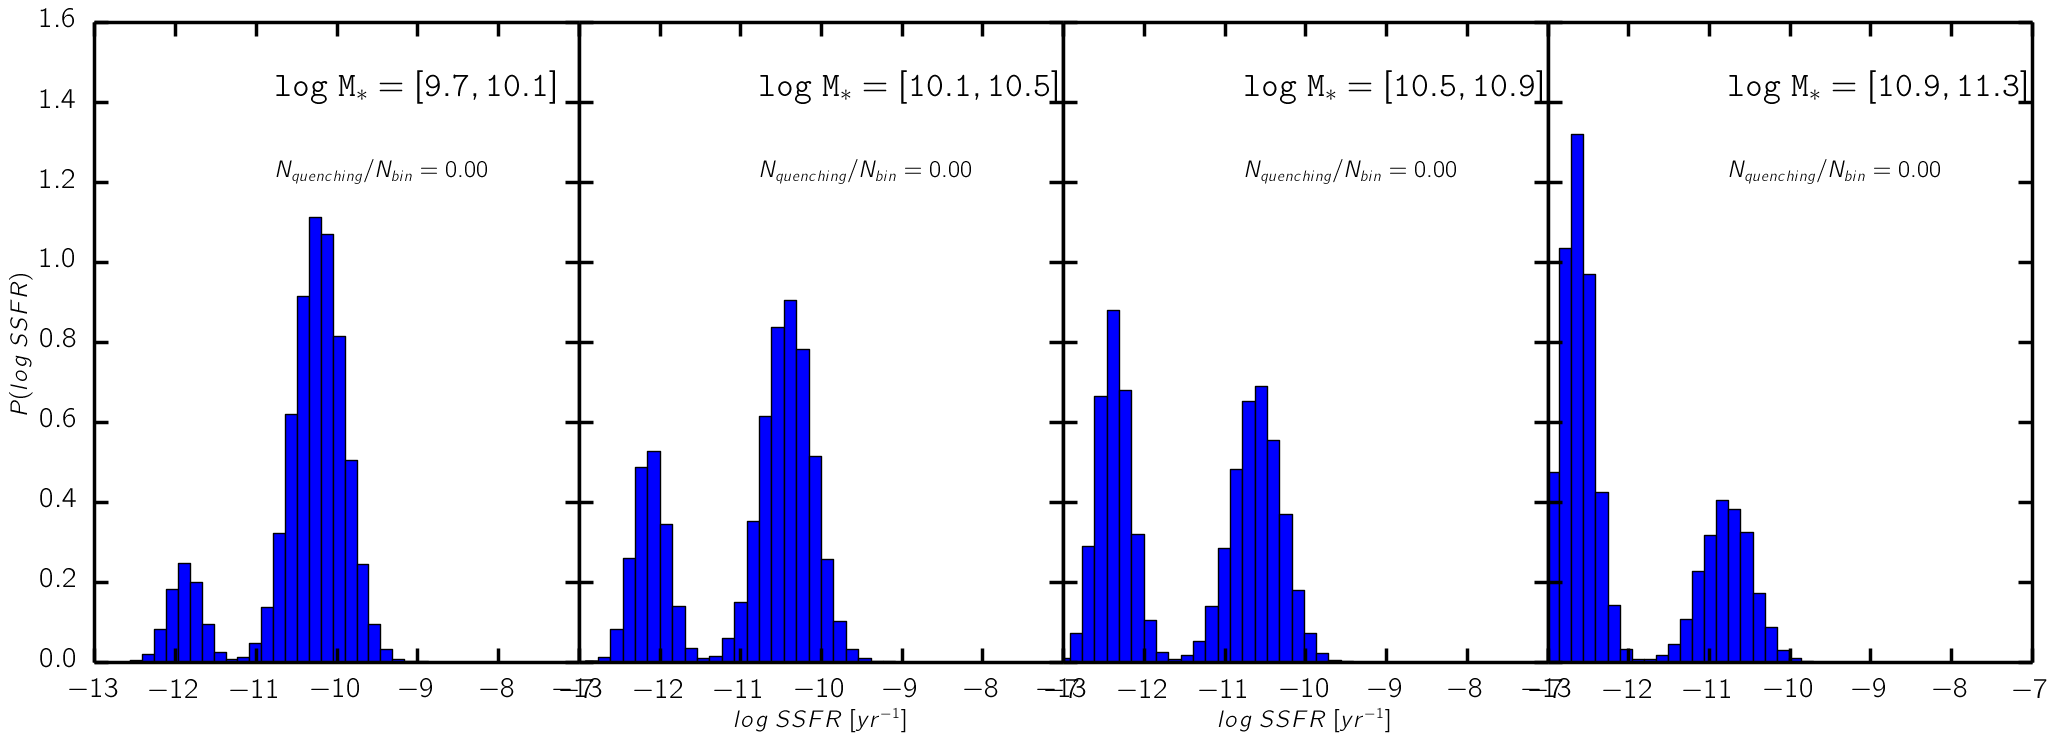 1.6
1.4
1.2
1.0
0.8
0.6
0.4
0.2
0.0
P(log SSFR)
log M* = [9.7, 10.1]
N_quenching/N_bin = 0.00
−13 −12 −11 −10 −9 −8 −7
log M* = [10.1, 10.5]
N_quenching/N_bin = 0.00
−13 −12 −11 −10 −9 −8 −7
log SSFR [yr⁻¹]
log M* = [10.5, 10.9]
N_quenching/N_bin = 0.00
−13 −12 −11 −10 −9 −8 −7
log SSFR [yr⁻¹]
log M* = [10.9, 11.3]
N_quenching/N_bin = 0.00
−13 −12 −11 −10 −9 −8 −7